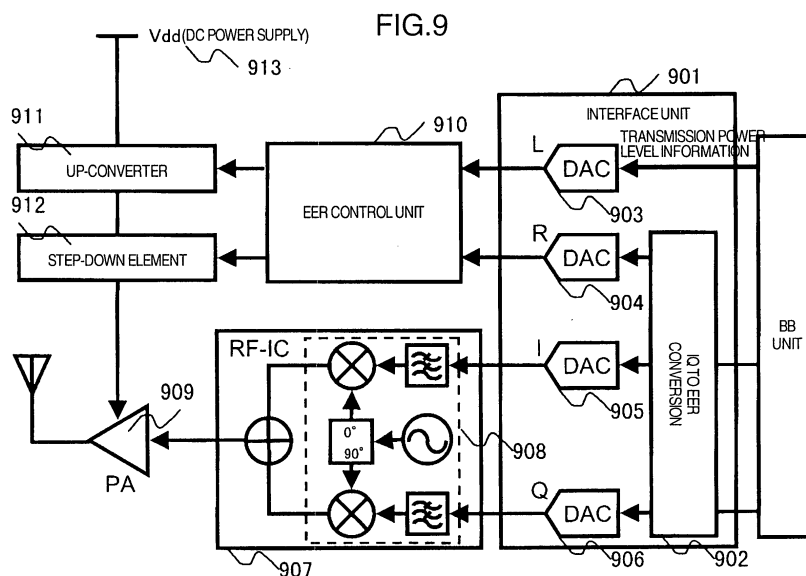 FIG.9
Vdd(DC POWER SUPPLY)
913
901
INTERFACE UNIT
911
UP-CONVERTER
910
EER CONTROL UNIT
L
DAC
903
TRANSMISSION POWER
LEVEL INFORMATION
912
STEP-DOWN ELEMENT
R
DAC
904
BB
UNIT
IQ TO EER
CONVERSION
RF-IC
I
DAC
905
909
PA
0°
90°
908
Q
DAC
906
902
907